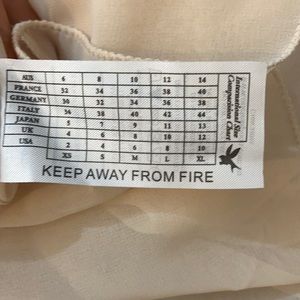 AUS 6 8 10 12 14
FRANCE 32 34 36 38 40
GERMANY 30 32 34 36 38
ITALY 36 38 40 42 44
JAPAN 5 7 9 11 13
UK 4 6 8 10 12
USA 2 4 6 8 10
XS S M L XL
International Size
Comparison Chart
KEEP AWAY FROM FIRE